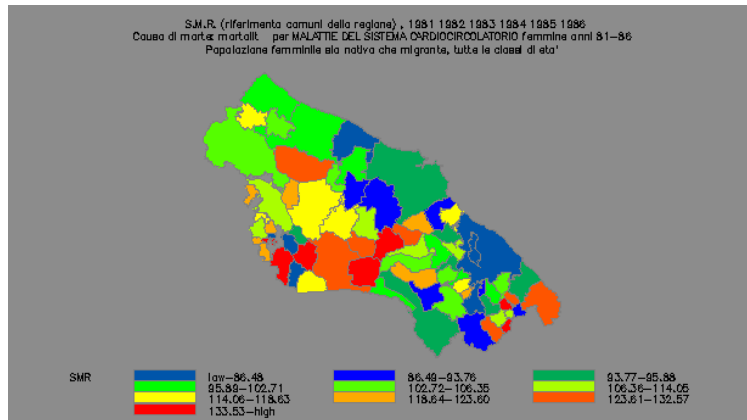 S.M.R. (riferimento comuni della regione) , 1981 1982 1983 1984 1985 1986
Causa di morte: mortalit per MALATTIE DEL SISTEMA CARDIOCIRCOLATORIO femmine anni 81-86
Popolazione femminile sia nativa che migrante, tutte le classi di eta'
SMR
low-86.48 86.49-93.76 93.77-95.88
95.89-102.71 102.72-106.35 106.36-114.05
114.06-118.63 118.64-123.60 123.61-132.57
133.53-high